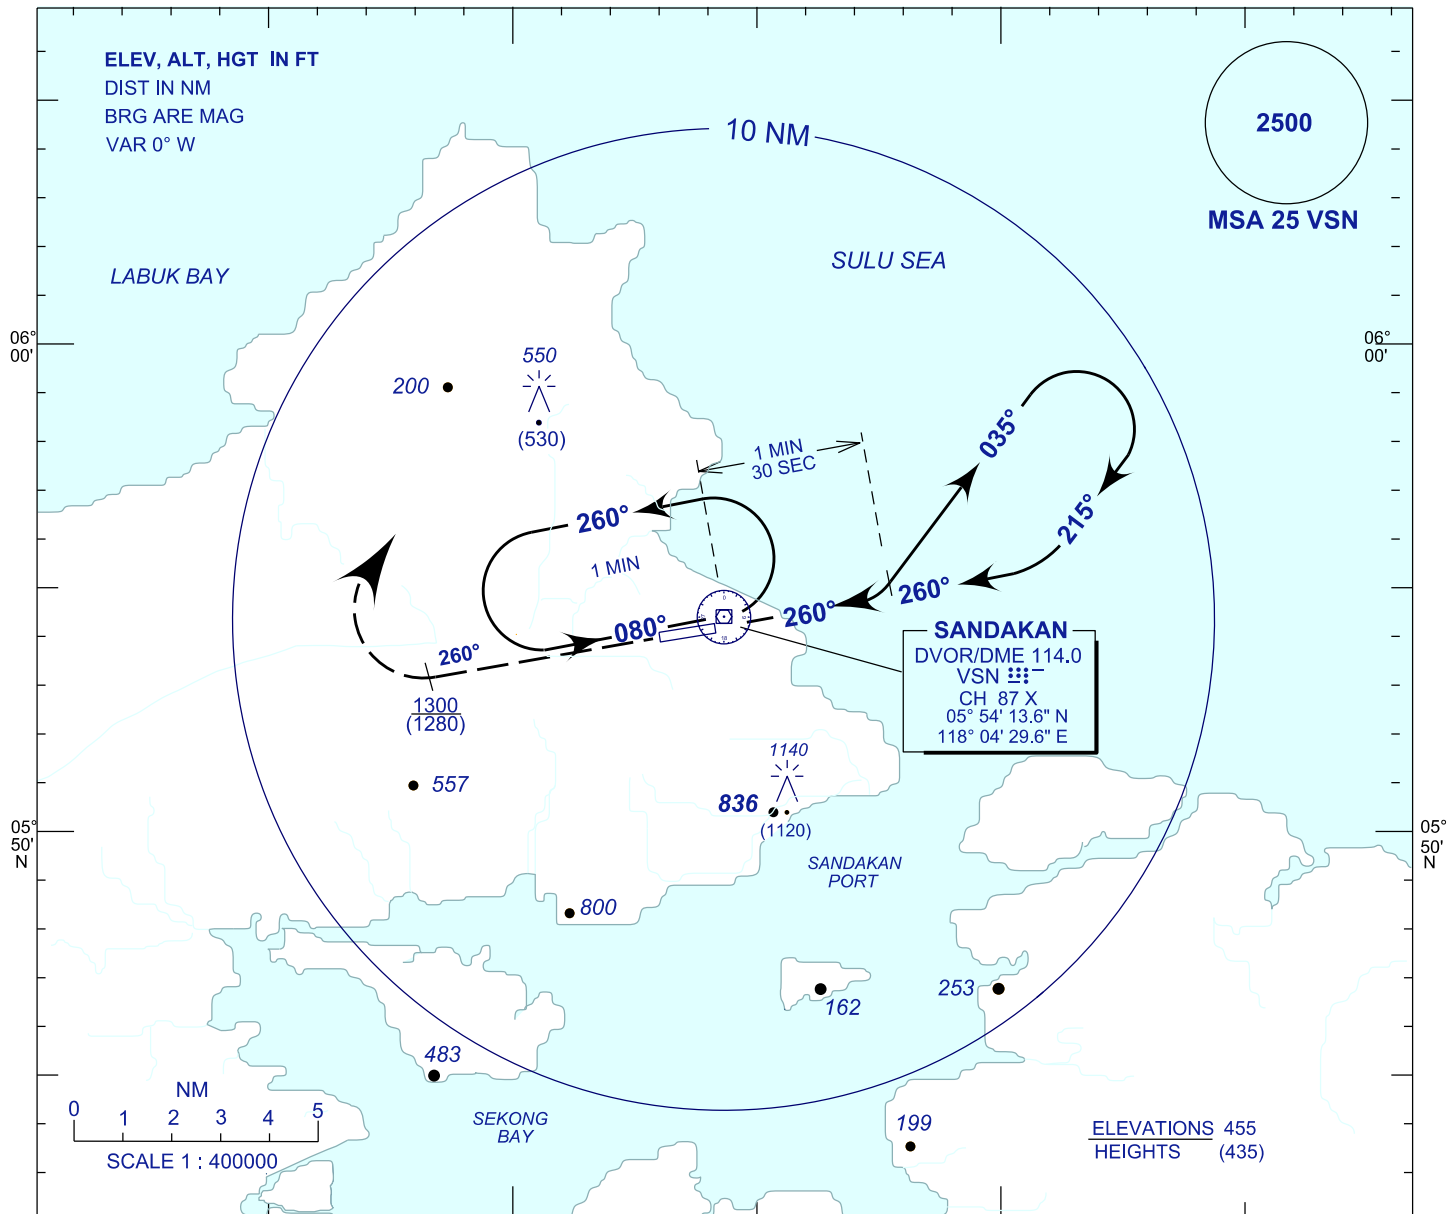 ELEV, ALT, HGT IN FT
DIST IN NM
BRG ARE MAG
VAR 0° W
10 NM
2500
MSA 25 VSN
LABUK BAY
SULU SEA
06°
00'
06°
00'
550
200
(530)
035°
1 MIN
30 SEC
215°
260°
1 MIN
260°
260°
080°
260°
SANDAKAN
DVOR/DME 114.0
VSN
CH 87 X
05° 54' 13.6" N
118° 04' 29.6" E
1300
(1280)
557
1140
836
(1120)
05°
50'
N
05°
50'
N
SANDAKAN
PORT
800
162
253
483
NM
0 1 2 3 4 5
SCALE 1 : 400000
SEKONG
BAY
199
ELEVATIONS 455
HEIGHTS (435)